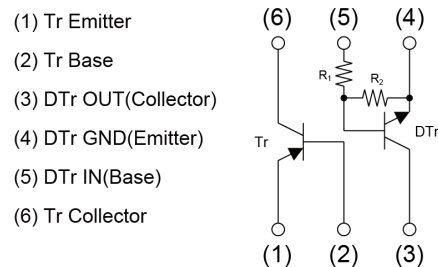 (1) Tr Emitter
(2) Tr Base
(3) DTr OUT(Collector)
(4) DTr GND(Emitter)
(5) DTr IN(Base)
(6) Tr Collector
(6) (5) (4)
R1
R2
Tr
DTr
(1) (2) (3)